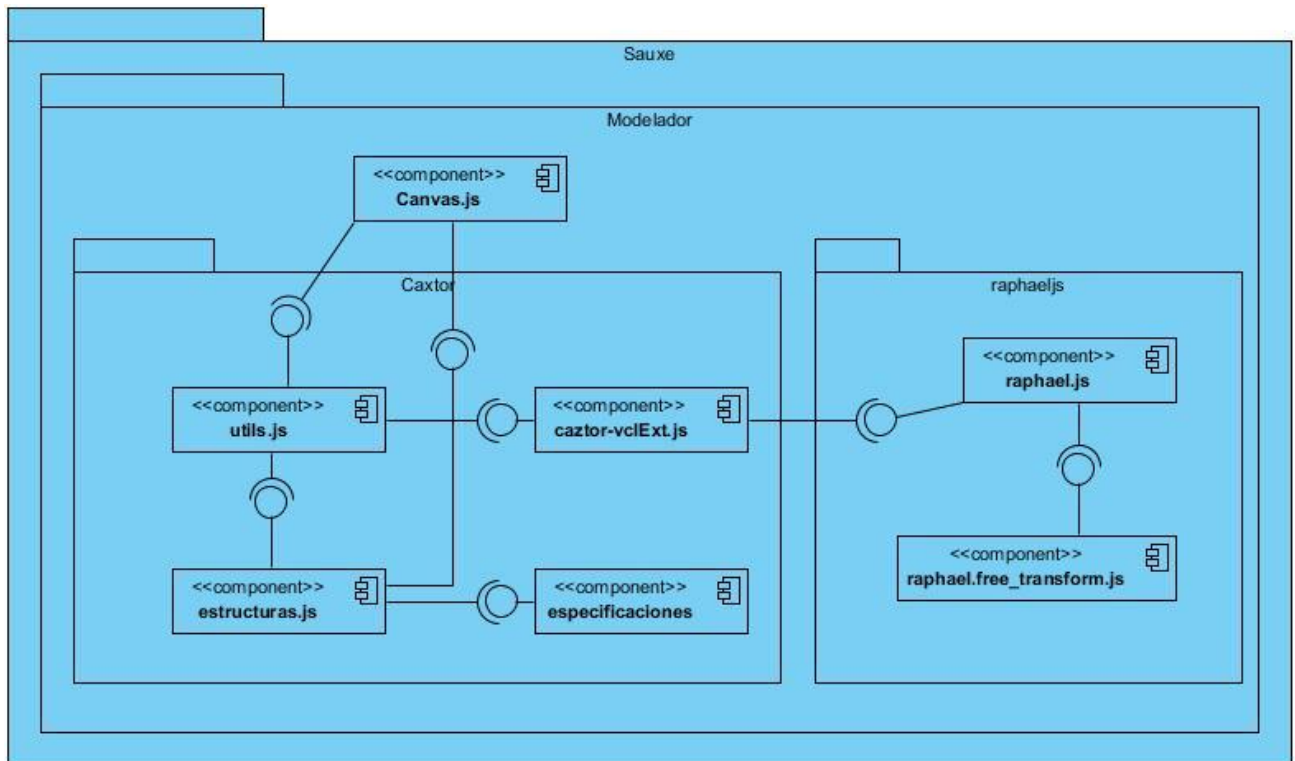 Sauxe
Modelador
<<component>>
Canvas.js
Caxtor
raphaeljs
<<component>>
raphael.js
<<component>>
utils.js
<<component>>
caztor-vclExt.js
<<component>>
raphael.free_transform.js
<<component>>
estructuras.js
<<component>>
especificaciones